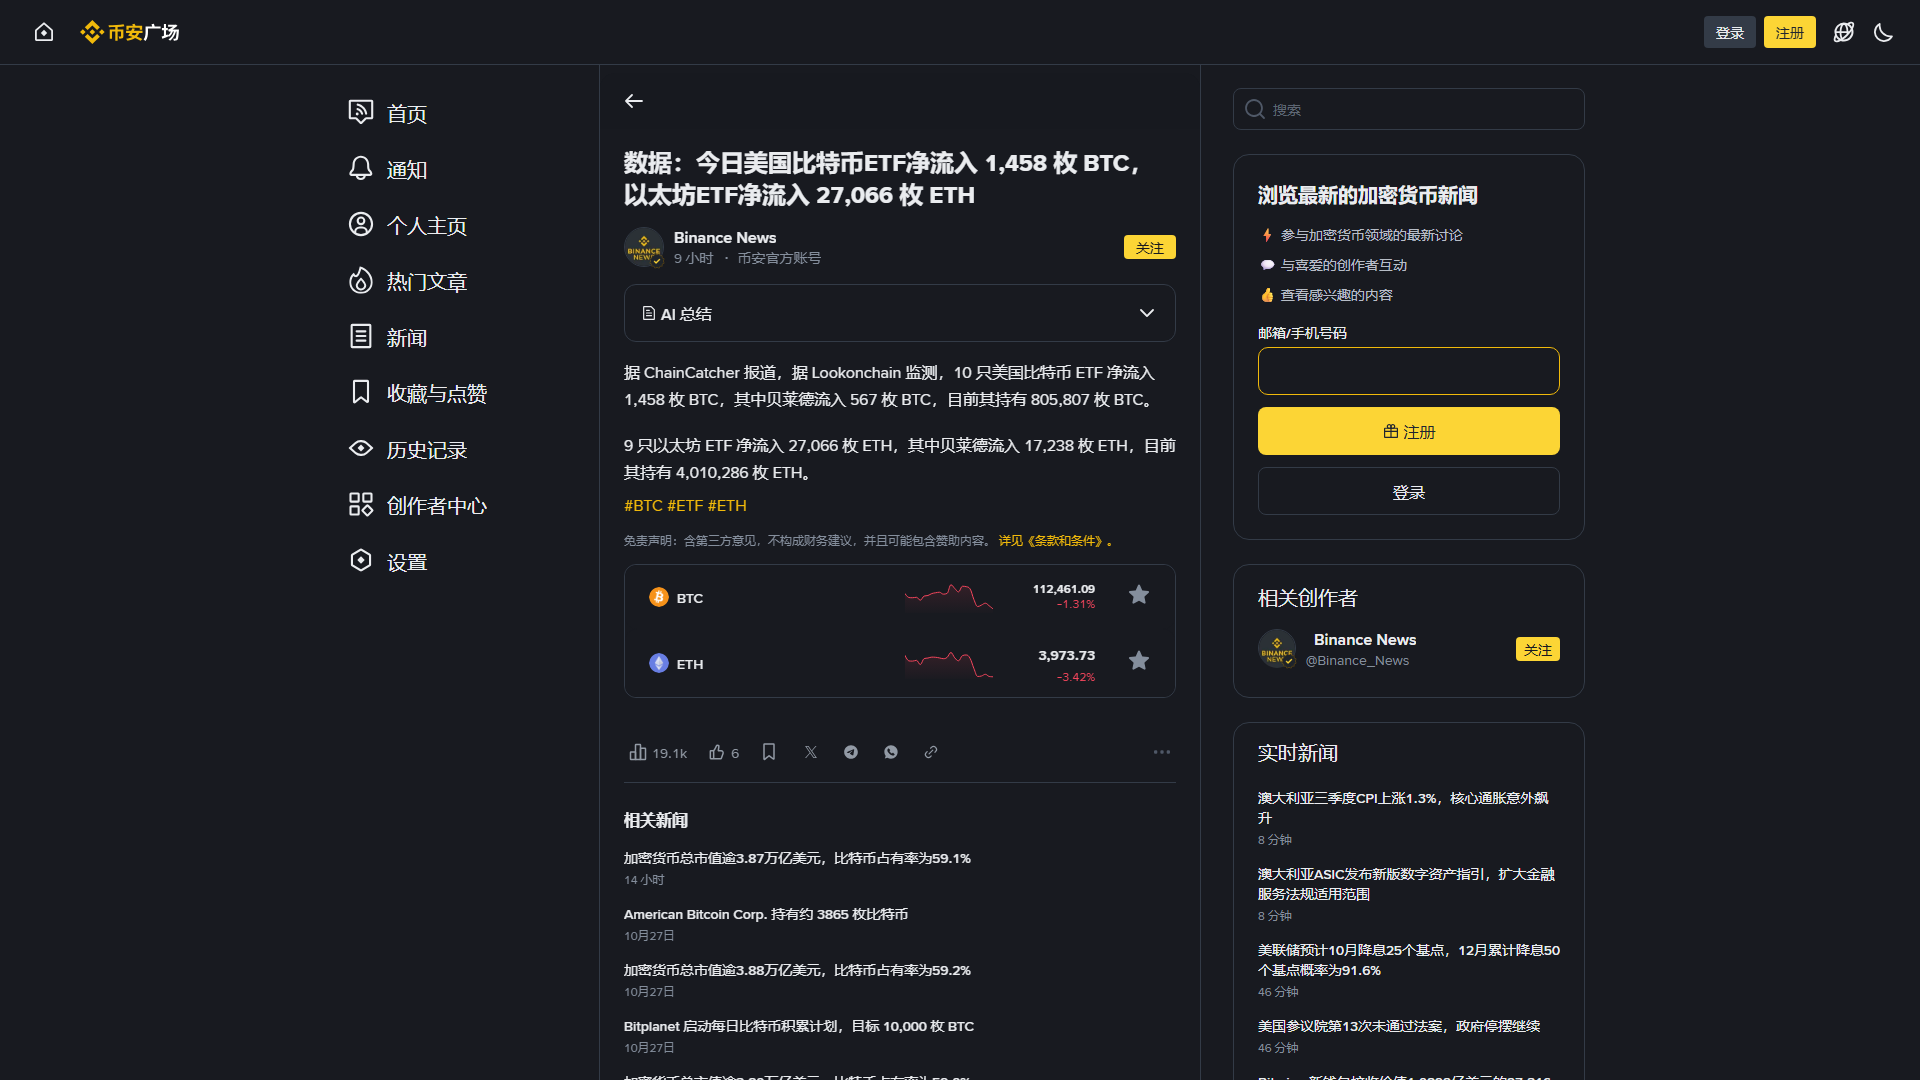 币安广场
登录
注册
首页
通知
个人主页
热门文章
新闻
收藏与点赞
历史记录
创作者中心
设置
数据：今日美国比特币ETF净流入 1,458 枚 BTC，
以太坊ETF净流入 27,066 枚 ETH
Binance News
9 小时 · 币安官方账号
关注
AI 总结
据 ChainCatcher 报道，据 Lookonchain 监测，10 只美国比特币 ETF 净流入
1,458 枚 BTC，其中贝莱德流入 567 枚 BTC，目前其持有 805,807 枚 BTC。
9 只以太坊 ETF 净流入 27,066 枚 ETH，其中贝莱德流入 17,238 枚 ETH，目前
其持有 4,010,286 枚 ETH。
#BTC #ETF #ETH
免责声明：含第三方意见，不构成财务建议，并且可能包含赞助内容。 详见《条款和条件》。
BTC
112,461.09
-1.31%
ETH
3,973.73
-3.42%
19.1k
6
相关新闻
加密货币总市值逾3.87万亿美元，比特币占有率为59.1%
14 小时
American Bitcoin Corp. 持有约 3865 枚比特币
10月27日
加密货币总市值逾3.88万亿美元，比特币占有率为59.2%
10月27日
Bitplanet 启动每日比特币积累计划，目标 10,000 枚 BTC
10月27日
搜索
浏览最新的加密货币新闻
参与加密货币领域的最新讨论
与喜爱的创作者互动
查看感兴趣的内容
邮箱/手机号码
注册
登录
相关创作者
Binance News
@Binance_News
关注
实时新闻
澳大利亚三季度CPI上涨1.3%，核心通胀意外飙
升
8 分钟
澳大利亚ASIC发布新版数字资产指引，扩大金融
服务法规适用范围
8 分钟
美联储预计10月降息25个基点，12月累计降息50
个基点概率为91.6%
46 分钟
美国参议院第13次未通过法案，政府停摆继续
46 分钟